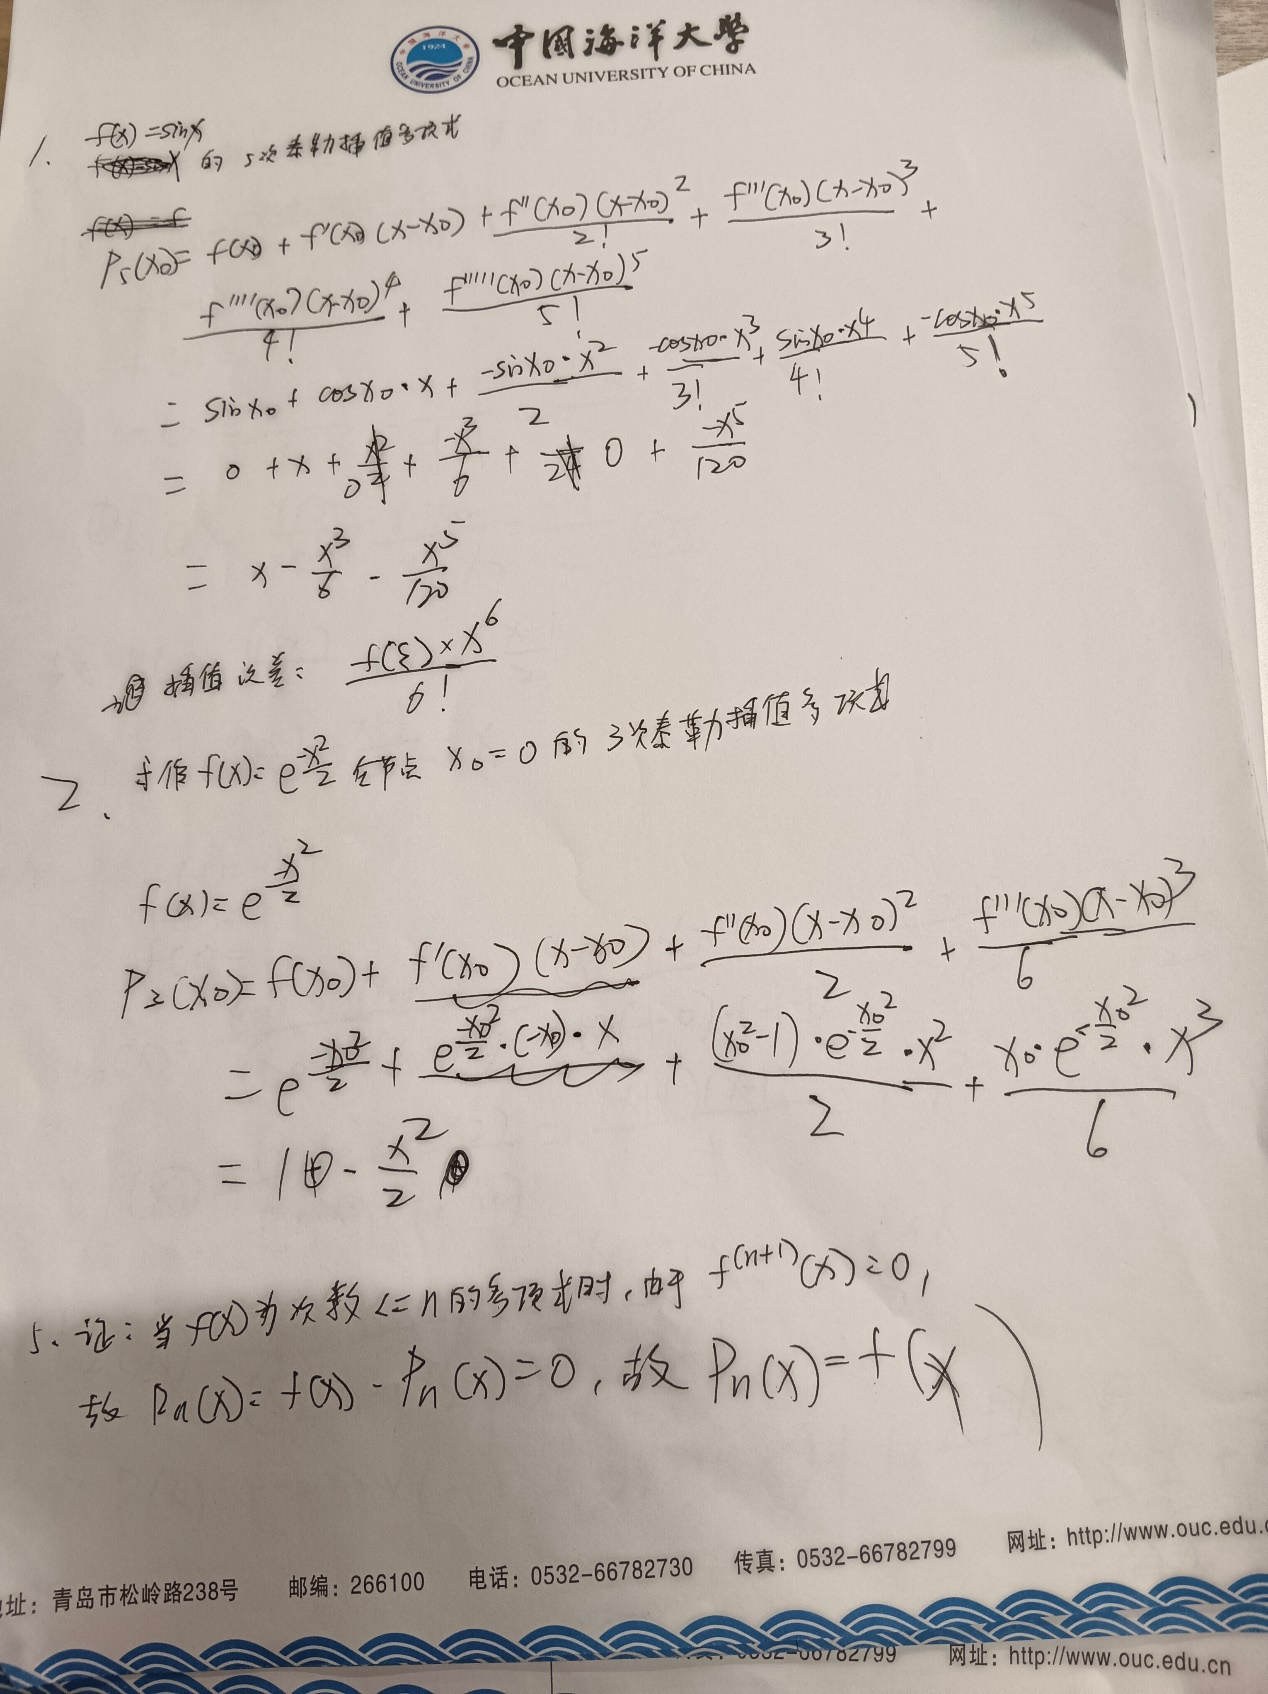 1924
OCEAN UNIVERSITY OF CHINA
中国海洋大学
OCEAN UNIVERSITY OF CHINA
1. f(x)=sinx
的 5次泰勒插值多项式
P₅(x₀)= f(x₀) + f'(x₀)(x-x₀) + f''(x₀)(x-x₀)²/2! + f'''(x₀)(x-x₀)³/3! +
f''''(x₀)(x-x₀)⁴/4! + f'''''(x₀)(x-x₀)⁵/5!
= sinx₀ + cosx₀·x + -sinx₀·x²/2 + -cosx₀·x³/3! + sinx₀·x⁴/4! + -cosx₀·x⁵/5!
= 0 + x + 0 + -x³/6 + 0 + -x⁵/120
= x - x³/6 - x⁵/120
插值误差: f(ξ)×x⁶/6!
2. 求作 f(x)= e^(-x²/2) 在节点 x₀=0 的 3次泰勒插值多项式
f(x)= e^(-x²/2)
P₃(x₀)= f(x₀)+ f'(x₀)(x-x₀) + f''(x₀)(x-x₀)²/2 + f'''(x₀)(x-x₀)³/6
= e^(-x₀²/2) + e^(-x₀²/2)·(-x₀)·x + (x₀²-1)·e^(-x₀²/2)·x²/2 + x₀·e^(-x₀²/2)·x³/6
= 1 - x²/2
5. 证: 当 f(x) 为次数 <= n 的多项式时, 由于 f⁽ⁿ⁺¹⁾(x)=0,
故 Rn(x)= f(x) - Pn(x)=0, 故 Pn(x)= f(x)
址：青岛市松岭路238号 邮编：266100 电话：0532-66782730 传真：0532-66782799 网址：http://www.ouc.edu.c
0532-66782799 网址：http://www.ouc.edu.cn